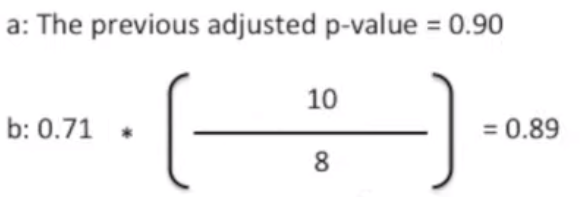 a: The previous adjusted p-value = 0.90
10
b: 0.71 * ( ) = 0.89
8